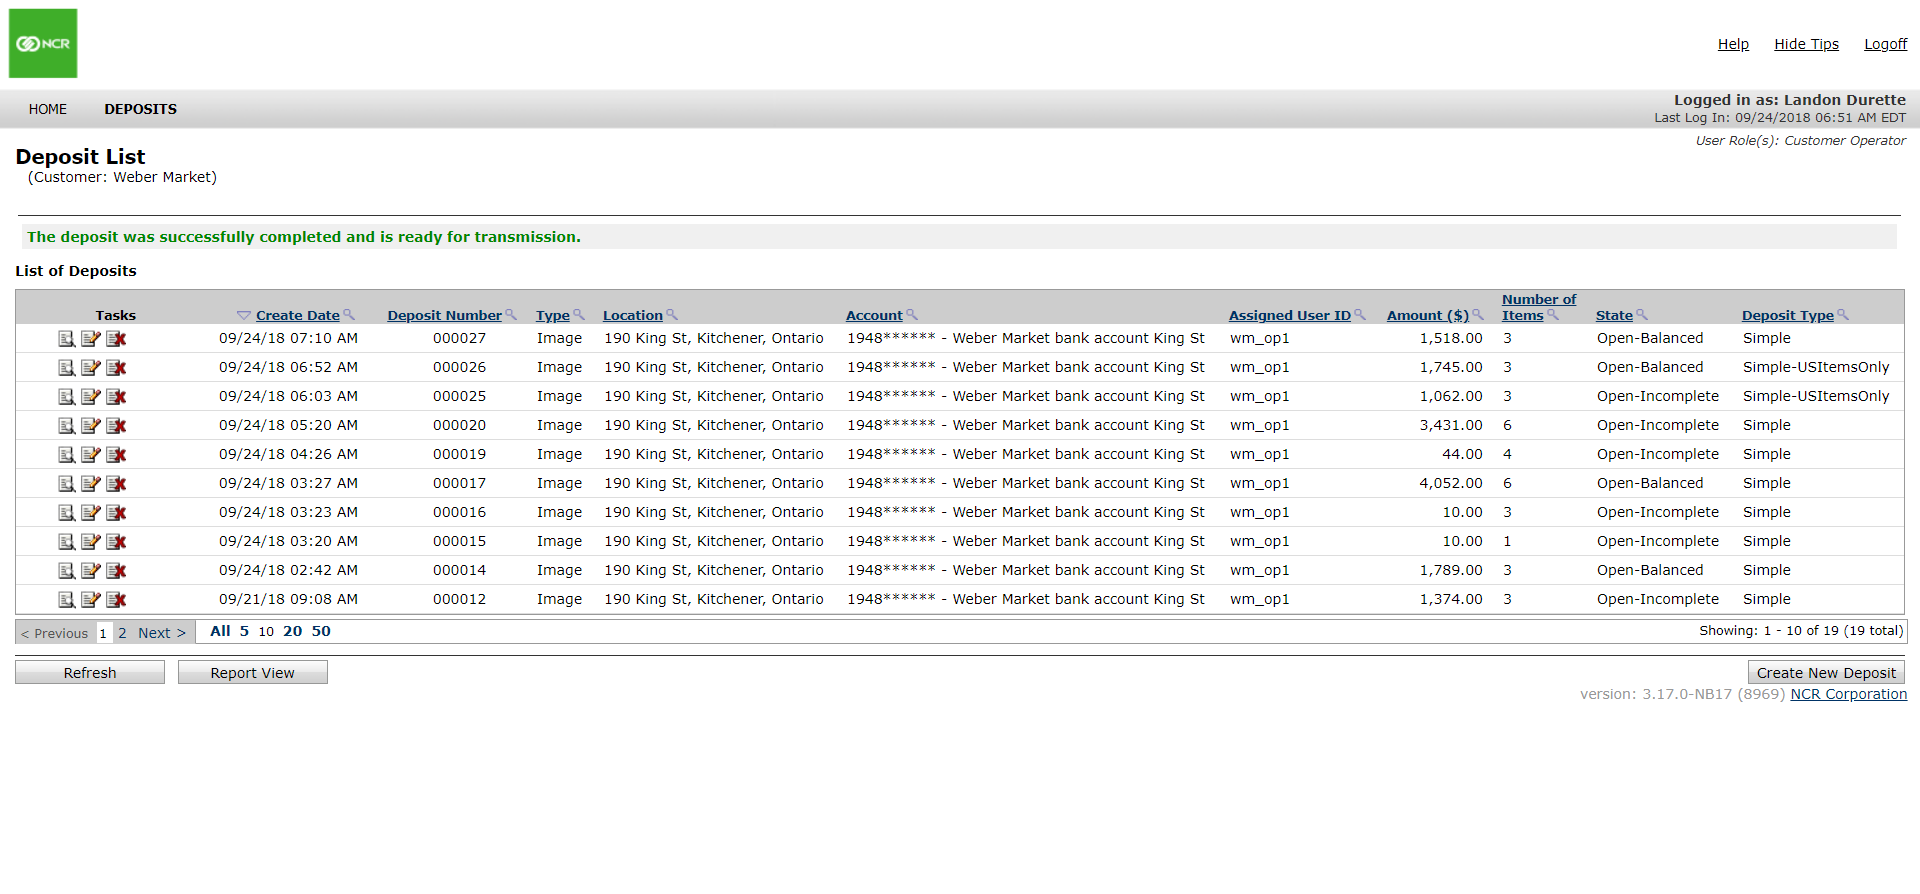 NCR
Help Hide Tips Logoff
HOME DEPOSITS
Logged in as: Landon Durette
Last Log In: 09/24/2018 06:51 AM EDT
User Role(s): Customer Operator
Deposit List
(Customer: Weber Market)
The deposit was successfully completed and is ready for transmission.
List of Deposits
Tasks Create Date Deposit Number Type Location Account Assigned User ID Amount ($) Number of Items State Deposit Type
09/24/18 07:10 AM 000027 Image 190 King St, Kitchener, Ontario 1948****** - Weber Market bank account King St wm_op1 1,518.00 3 Open-Balanced Simple
09/24/18 06:52 AM 000026 Image 190 King St, Kitchener, Ontario 1948****** - Weber Market bank account King St wm_op1 1,745.00 3 Open-Balanced Simple-USItemsOnly
09/24/18 06:03 AM 000025 Image 190 King St, Kitchener, Ontario 1948****** - Weber Market bank account King St wm_op1 1,062.00 3 Open-Incomplete Simple-USItemsOnly
09/24/18 05:20 AM 000020 Image 190 King St, Kitchener, Ontario 1948****** - Weber Market bank account King St wm_op1 3,431.00 6 Open-Incomplete Simple
09/24/18 04:26 AM 000019 Image 190 King St, Kitchener, Ontario 1948****** - Weber Market bank account King St wm_op1 44.00 4 Open-Incomplete Simple
09/24/18 03:27 AM 000017 Image 190 King St, Kitchener, Ontario 1948****** - Weber Market bank account King St wm_op1 4,052.00 6 Open-Balanced Simple
09/24/18 03:23 AM 000016 Image 190 King St, Kitchener, Ontario 1948****** - Weber Market bank account King St wm_op1 10.00 3 Open-Incomplete Simple
09/24/18 03:20 AM 000015 Image 190 King St, Kitchener, Ontario 1948****** - Weber Market bank account King St wm_op1 10.00 1 Open-Incomplete Simple
09/24/18 02:42 AM 000014 Image 190 King St, Kitchener, Ontario 1948****** - Weber Market bank account King St wm_op1 1,789.00 3 Open-Balanced Simple
09/21/18 09:08 AM 000012 Image 190 King St, Kitchener, Ontario 1948****** - Weber Market bank account King St wm_op1 1,374.00 3 Open-Incomplete Simple
< Previous 1 2 Next > All 5 10 20 50 Showing: 1 - 10 of 19 (19 total)
Refresh Report View Create New Deposit
version: 3.17.0-NB17 (8969) NCR Corporation